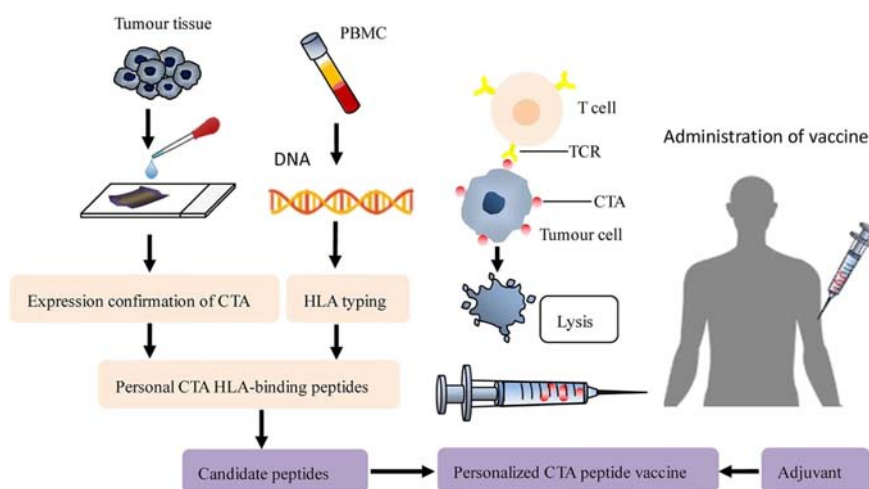 Tumour tissue
PBMC
DNA
T cell
TCR
CTA
Tumour cell
Lysis
Administration of vaccine
Expression confirmation of CTA
HLA typing
Personal CTA HLA-binding peptides
Candidate peptides
Personalized CTA peptide vaccine
Adjuvant